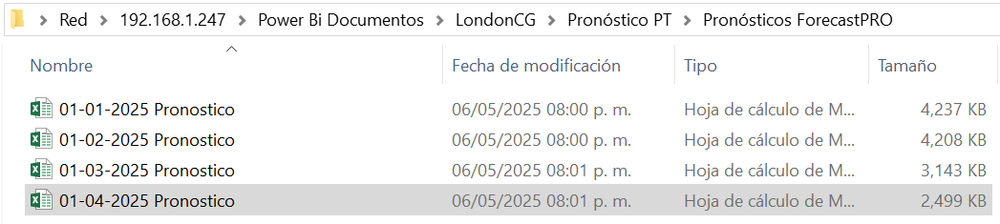 Red > 192.168.1.247 > Power Bi Documentos > LondonCG > Pronóstico PT > Pronósticos ForecastPRO
Nombre Fecha de modificación Tipo Tamaño
01-01-2025 Pronostico 06/05/2025 08:00 p. m. Hoja de cálculo de M... 4,237 KB
01-02-2025 Pronostico 06/05/2025 08:00 p. m. Hoja de cálculo de M... 4,208 KB
01-03-2025 Pronostico 06/05/2025 08:01 p. m. Hoja de cálculo de M... 3,143 KB
01-04-2025 Pronostico 06/05/2025 08:01 p. m. Hoja de cálculo de M... 2,499 KB